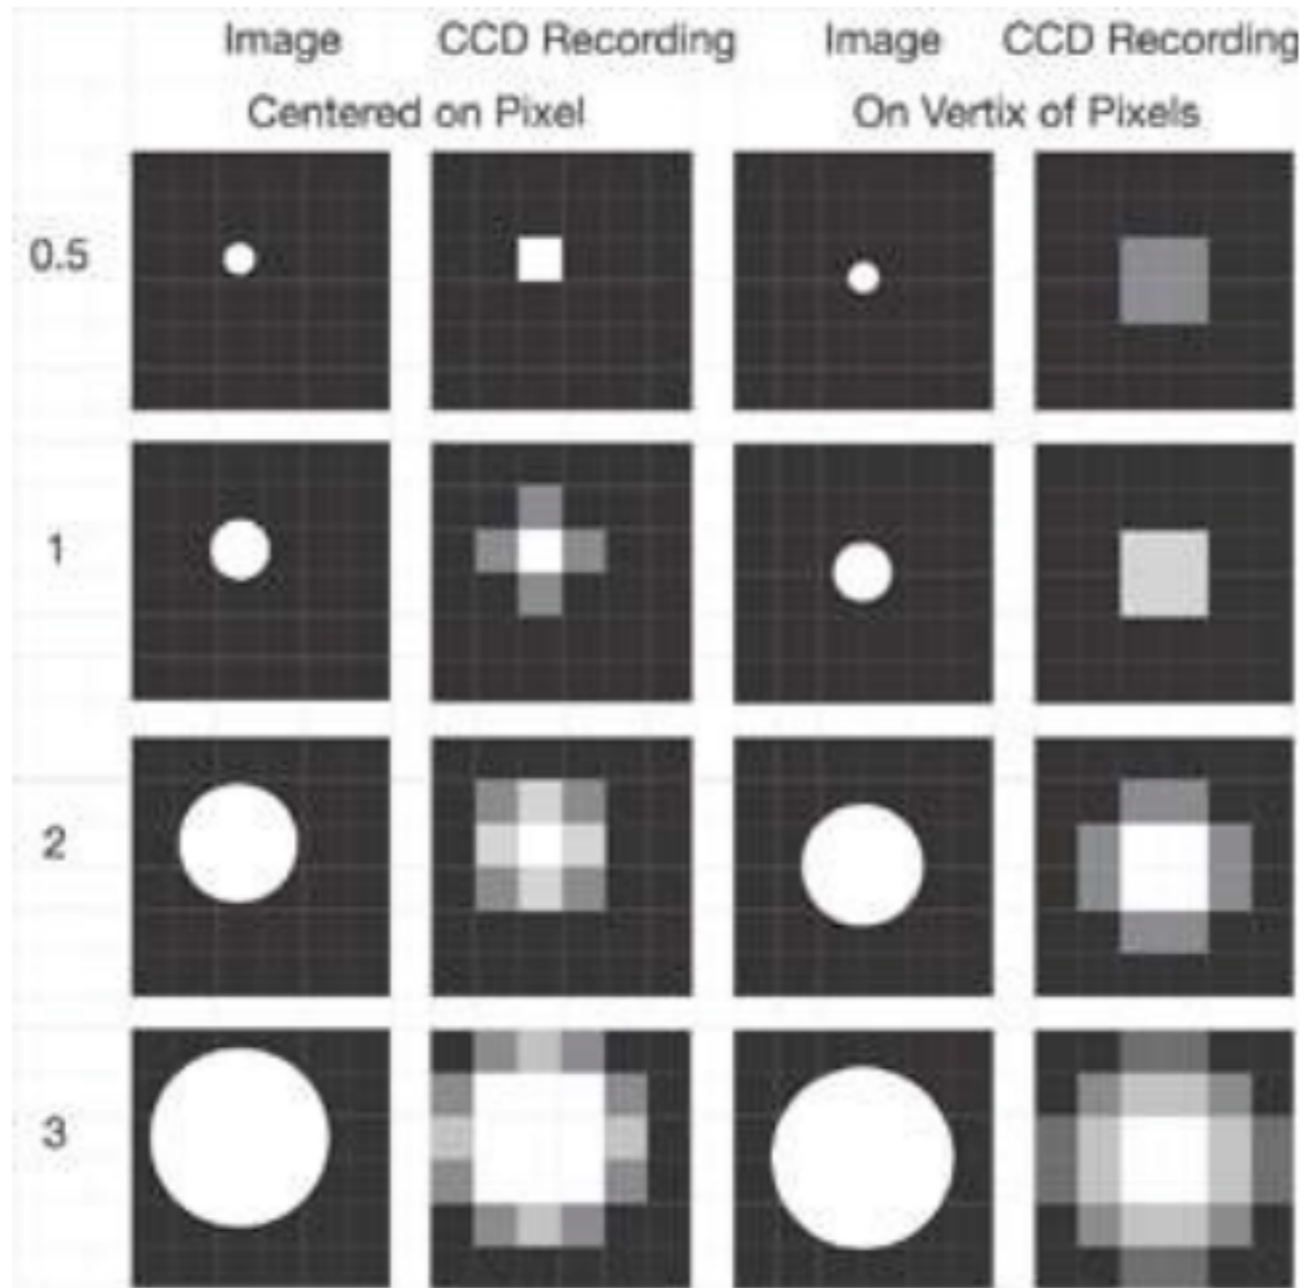 Image CCD Recording Image CCD Recording
Centered on Pixel On Vertix of Pixels
0.5
1
2
3